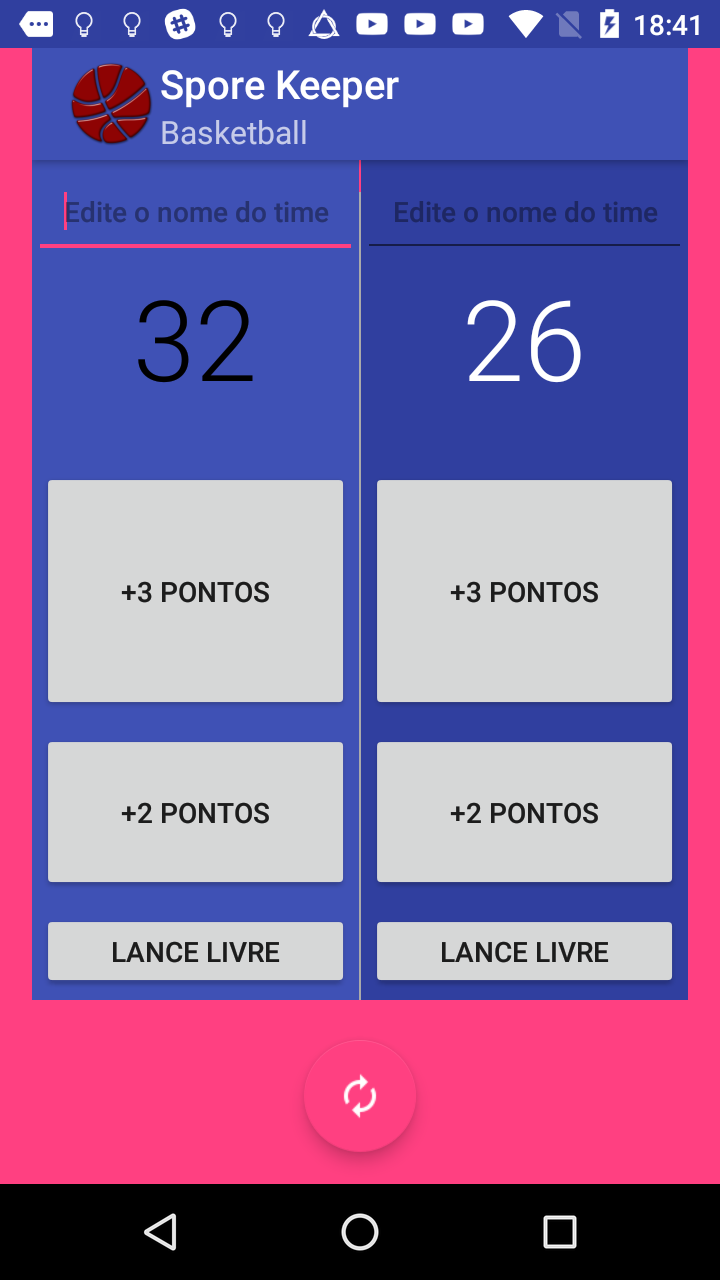 18:41
Spore Keeper
Basketball
Edite o nome do time
Edite o nome do time
32
26
+3 PONTOS
+3 PONTOS
+2 PONTOS
+2 PONTOS
LANCE LIVRE
LANCE LIVRE